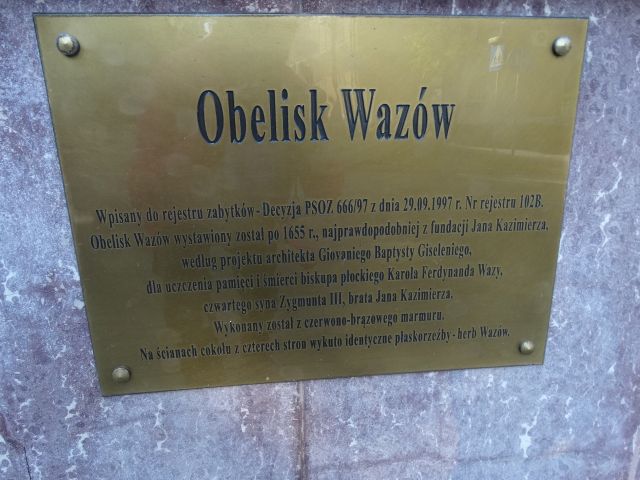 Obelisk Wazów
Wpisany do rejestru zabytków - Decyzja PSOZ 666/97 z dnia 29.09.1997 r. Nr rejestru 102B.
Obelisk Wazów wystawiony został po 1655 r., najprawdopodobniej z fundacji Jana Kazimierza,
według projektu architekta Giovaniego Baptysty Giseleniego,
dla uczczenia pamięci i śmierci biskupa płockiego Karola Ferdynanda Wazy,
czwartego syna Zygmunta III, brata Jana Kazimierza.
Wykonany został z czerwono-brązowego marmuru.
Na ścianach cokołu z czterech stron wykuto identyczne płaskorzeźby - herb Wazów.